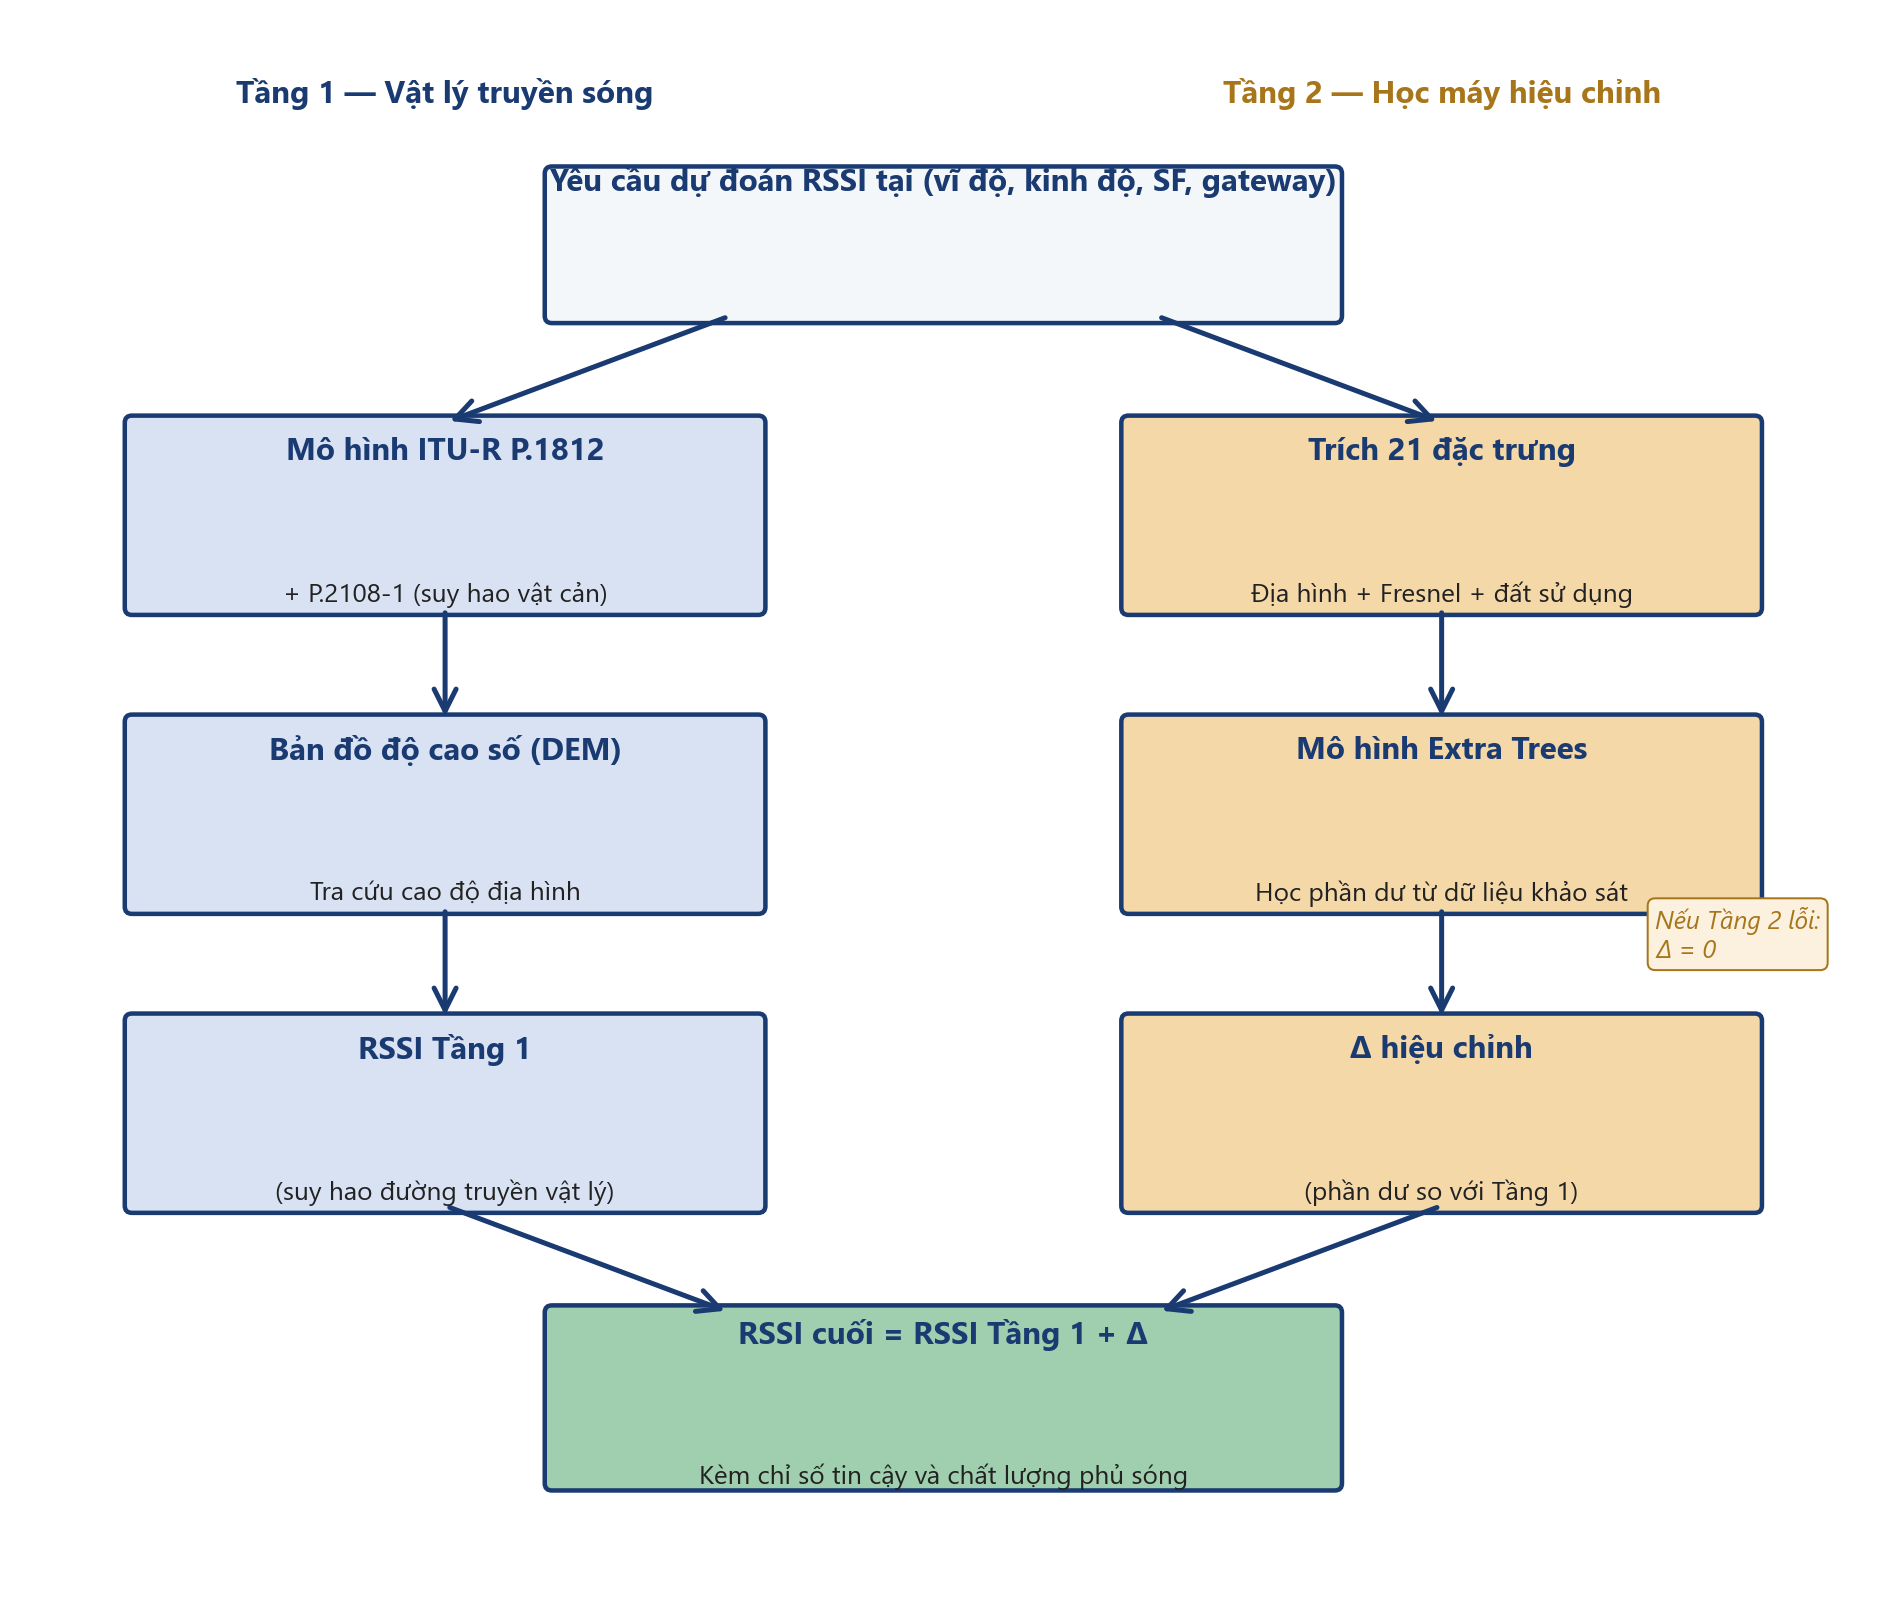 Tầng 1 — Vật lý truyền sóng
Tầng 2 — Học máy hiệu chỉnh
Yêu cầu dự đoán RSSI tại (vĩ độ, kinh độ, SF, gateway)
Mô hình ITU-R P.1812
+ P.2108-1 (suy hao vật cản)
Trích 21 đặc trưng
Địa hình + Fresnel + đất sử dụng
Bản đồ độ cao số (DEM)
Tra cứu cao độ địa hình
Mô hình Extra Trees
Học phần dư từ dữ liệu khảo sát
Nếu Tầng 2 lỗi:
Δ = 0
RSSI Tầng 1
(suy hao đường truyền vật lý)
Δ hiệu chỉnh
(phần dư so với Tầng 1)
RSSI cuối = RSSI Tầng 1 + Δ
Kèm chỉ số tin cậy và chất lượng phủ sóng